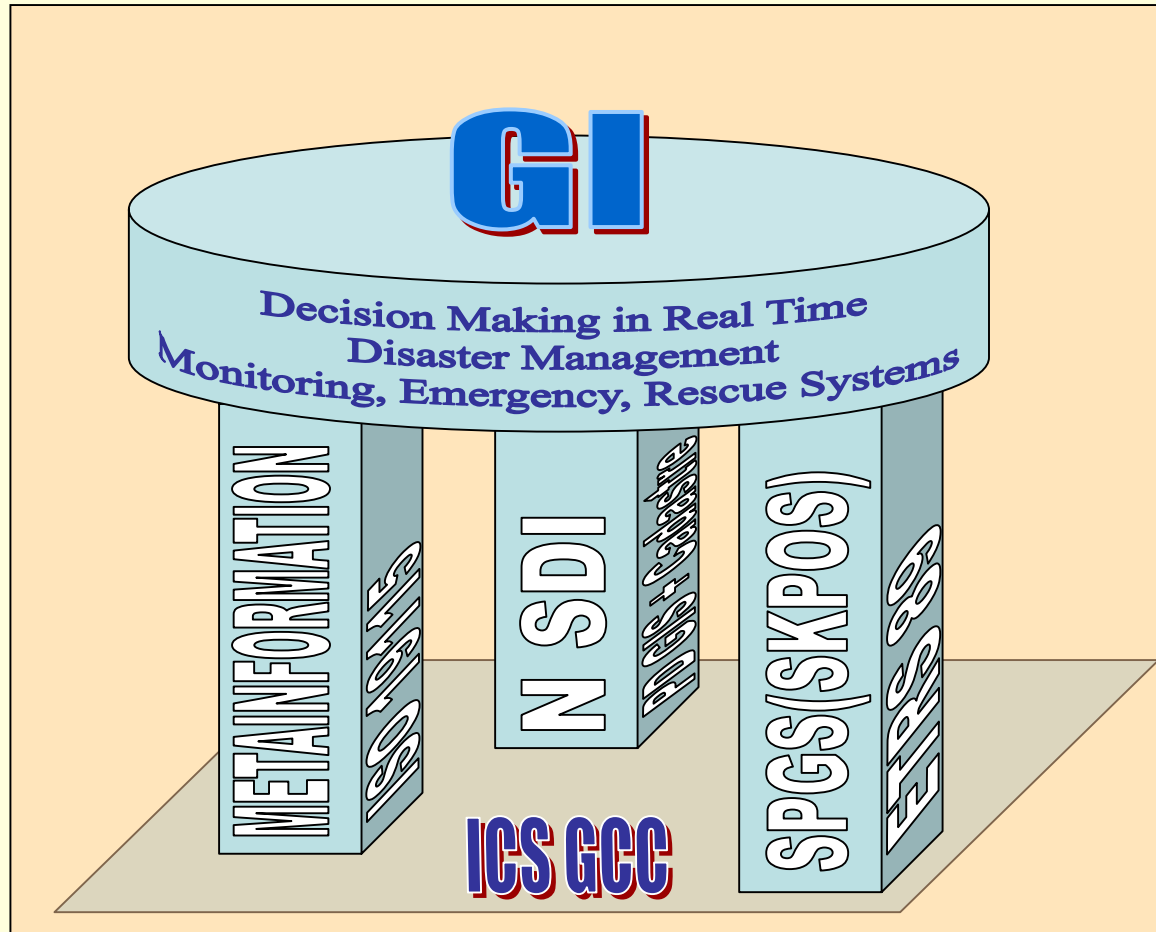 GI
Decision Making in Real Time
Disaster Management
Monitoring, Emergency, Rescue Systems
METAINFORMATION
ISO 19115
N SDI
+ Cadastre
SPGS(SKPOS)
ETRS 89
ICS GCC